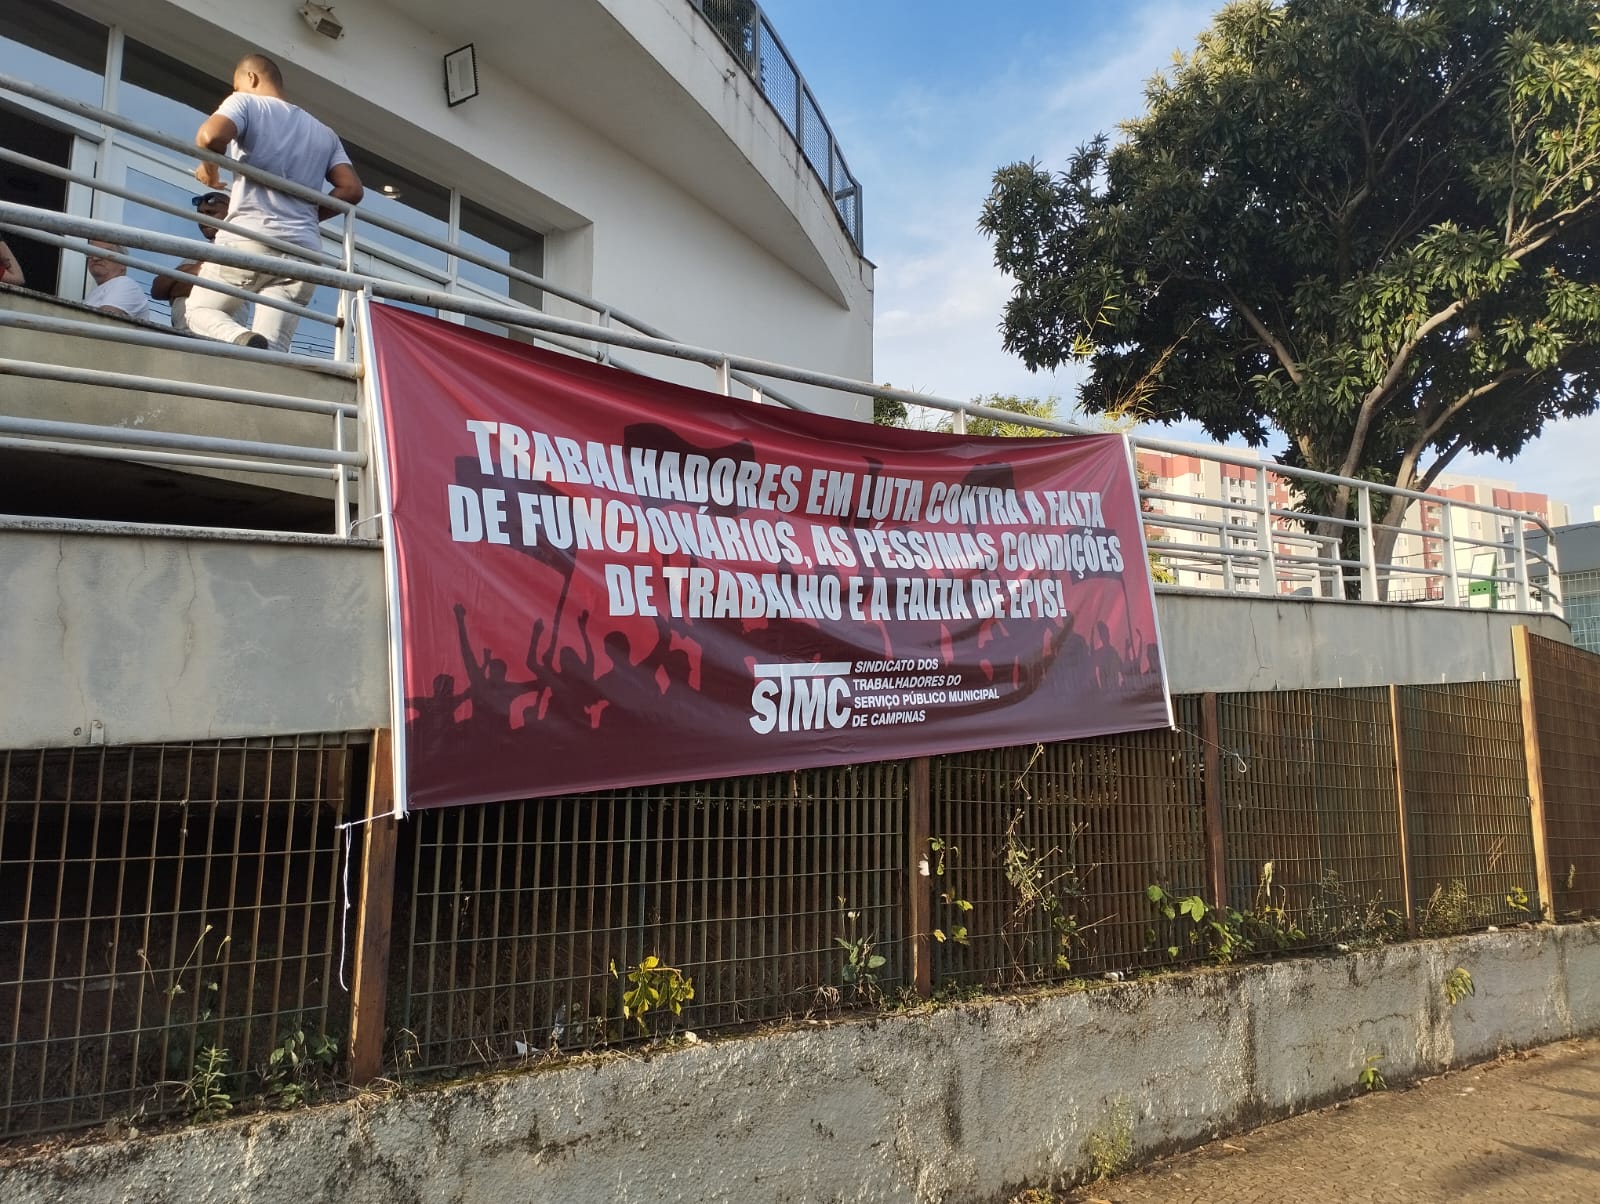 TRABALHADORES EM LUTA CONTRA A FALTA
DE FUNCIONÁRIOS, AS PÉSSIMAS CONDIÇÕES
DE TRABALHO E A FALTA DE EPIS!
STMC
SINDICATO DOS
TRABALHADORES DO
SERVIÇO PÚBLICO MUNICIPAL
DE CAMPINAS